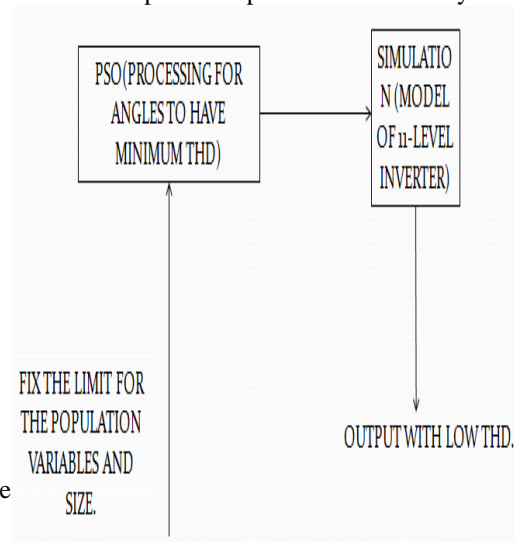 PSO(PROCESSING FOR
ANGLES TO HAVE
MINIMUM THD)
SIMULATIO
N (MODEL
OF 11-LEVEL
INVERTER)
FIX THE LIMIT FOR
THE POPULATION
VARIABLES AND
SIZE.
OUTPUT WITH LOW THD.
e